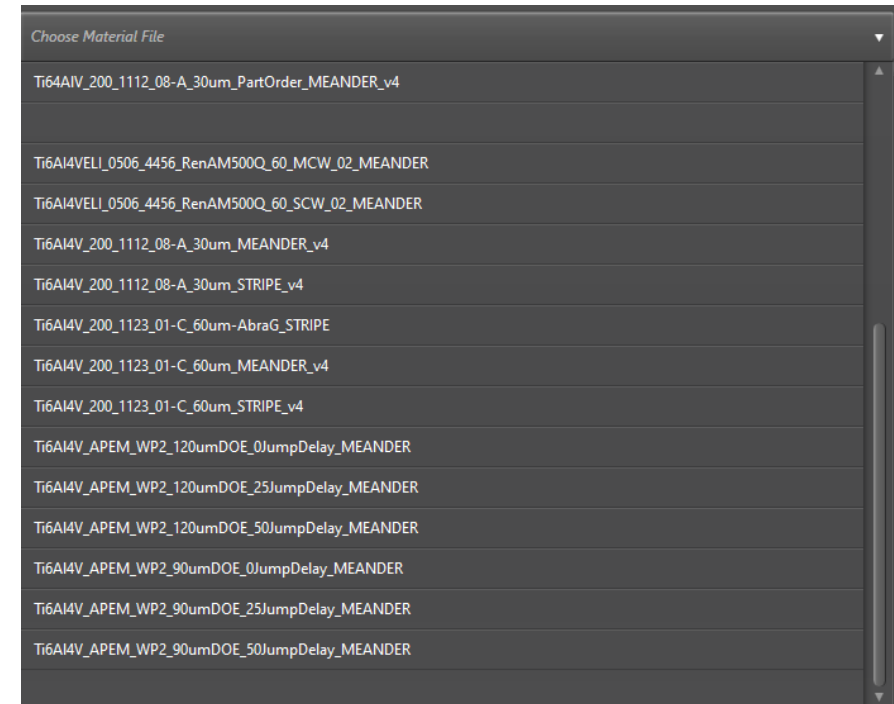 Choose Material File
Ti64AlV_200_1112_08-A_30um_PartOrder_MEANDER_v4
Ti6Al4VELI_0506_4456_RenAM500Q_60_MCW_02_MEANDER
Ti6Al4VELI_0506_4456_RenAM500Q_60_SCW_02_MEANDER
Ti6Al4V_200_1112_08-A_30um_MEANDER_v4
Ti6Al4V_200_1112_08-A_30um_STRIPE_v4
Ti6Al4V_200_1123_01-C_60um-AbraG_STRIPE
Ti6Al4V_200_1123_01-C_60um_MEANDER_v4
Ti6Al4V_200_1123_01-C_60um_STRIPE_v4
Ti6Al4V_APEM_WP2_120umDOE_0JumpDelay_MEANDER
Ti6Al4V_APEM_WP2_120umDOE_25JumpDelay_MEANDER
Ti6Al4V_APEM_WP2_120umDOE_50JumpDelay_MEANDER
Ti6Al4V_APEM_WP2_90umDOE_0JumpDelay_MEANDER
Ti6Al4V_APEM_WP2_90umDOE_25JumpDelay_MEANDER
Ti6Al4V_APEM_WP2_90umDOE_50JumpDelay_MEANDER